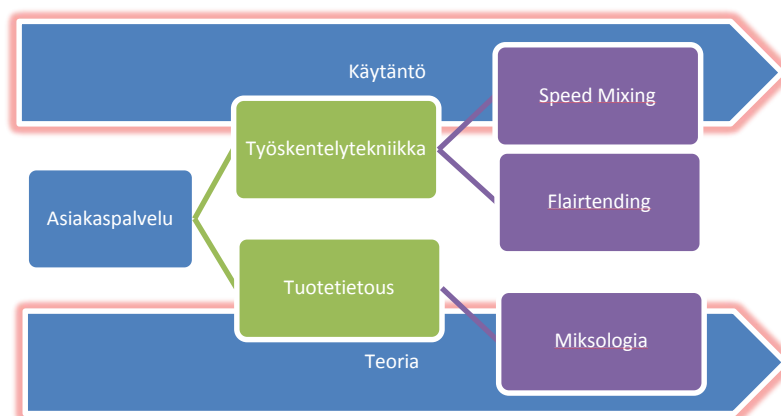 Käytäntö
Speed Mixing
Työskentelytekniikka
Flairtending
Asiakaspalvelu
Tuotetietous
Miksologia
Teoria